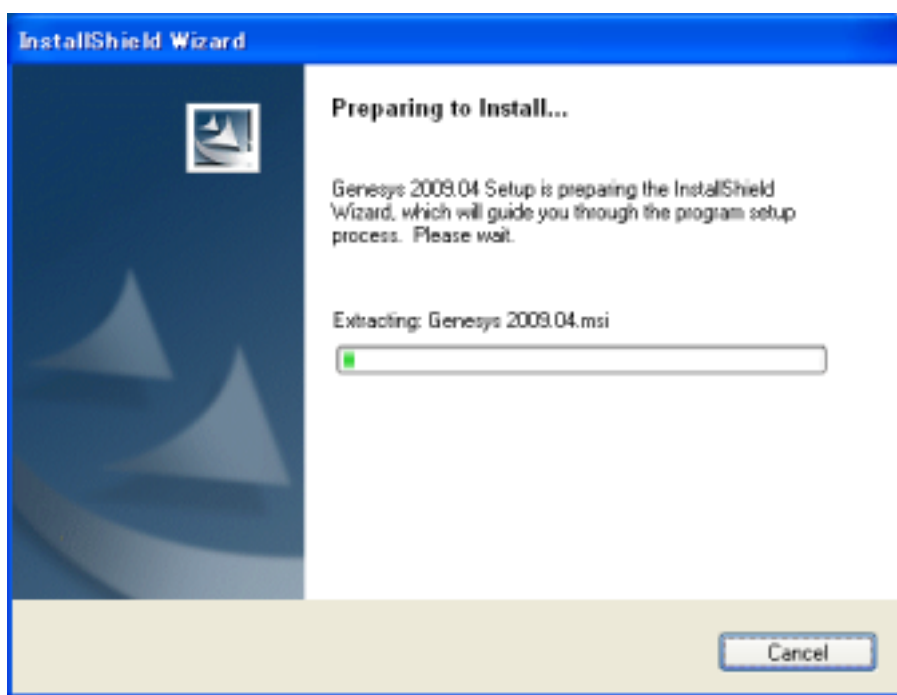 InstallShield Wizard
Preparing to Install...
Genesys 2009.04 Setup is preparing the InstallShield
Wizard, which will guide you through the program setup
process. Please wait.
Extracting: Genesys 2009.04.msi
Cancel